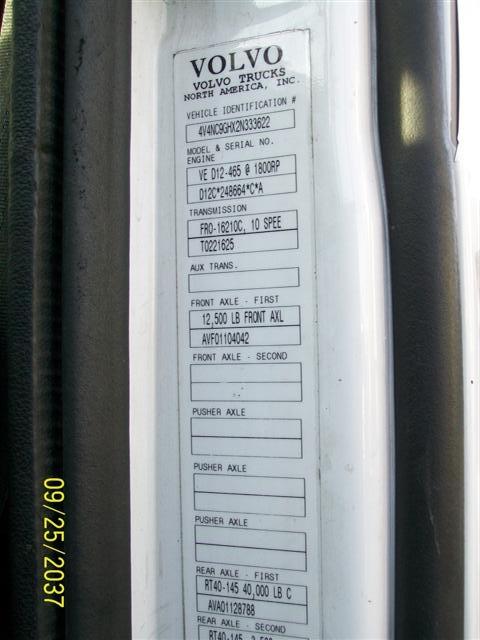 VOLVO
VOLVO TRUCKS
NORTH AMERICA, INC.
VEHICLE IDENTIFICATION #
4V4NC9GHX2N333622
MODEL & SERIAL NO.
ENGINE
VE D12-465 @ 1800RP
D12C*248664*C*A
TRANSMISSION
FRO-16210C, 10 SPEE
T0221625
AUX TRANS.
FRONT AXLE - FIRST
12,500 LB FRONT AXL
AVF01104042
FRONT AXLE - SECOND
PUSHER AXLE
PUSHER AXLE
PUSHER AXLE
REAR AXLE - FIRST
RT40-145 40,000 LB C
AVA01128788
REAR AXLE - SECOND
RT40-145
09/25/2037